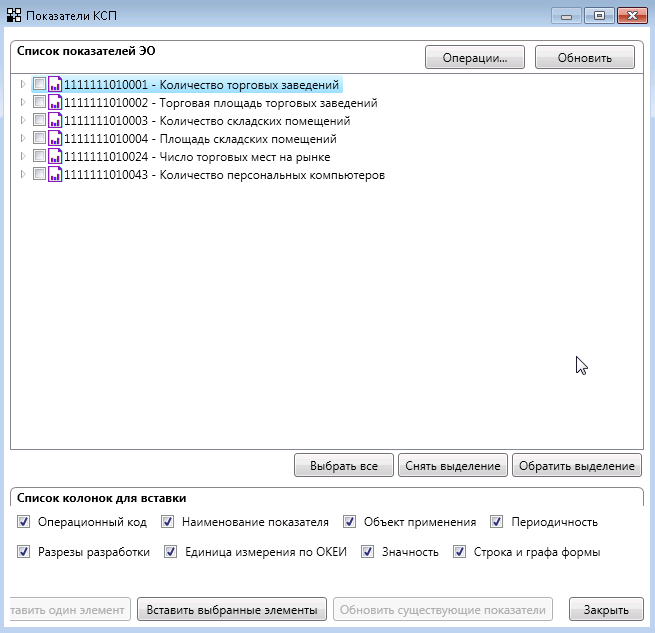 Показатели КСП
Список показателей ЭО
Операции...
Обновить
1111111010001 - Количество торговых заведений
1111111010002 - Торговая площадь торговых заведений
1111111010003 - Количество складских помещений
1111111010004 - Площадь складских помещений
1111111010024 - Число торговых мест на рынке
1111111010043 - Количество персональных компьютеров
Выбрать все
Снять выделение
Обратить выделение
Список колонок для вставки
Операционный код
Наименование показателя
Объект применения
Периодичность
Разрезы разработки
Единица измерения по ОКЕИ
Значность
Строка и графа формы
тавить один элемент
Вставить выбранные элементы
Обновить существующие показатели
Закрыть